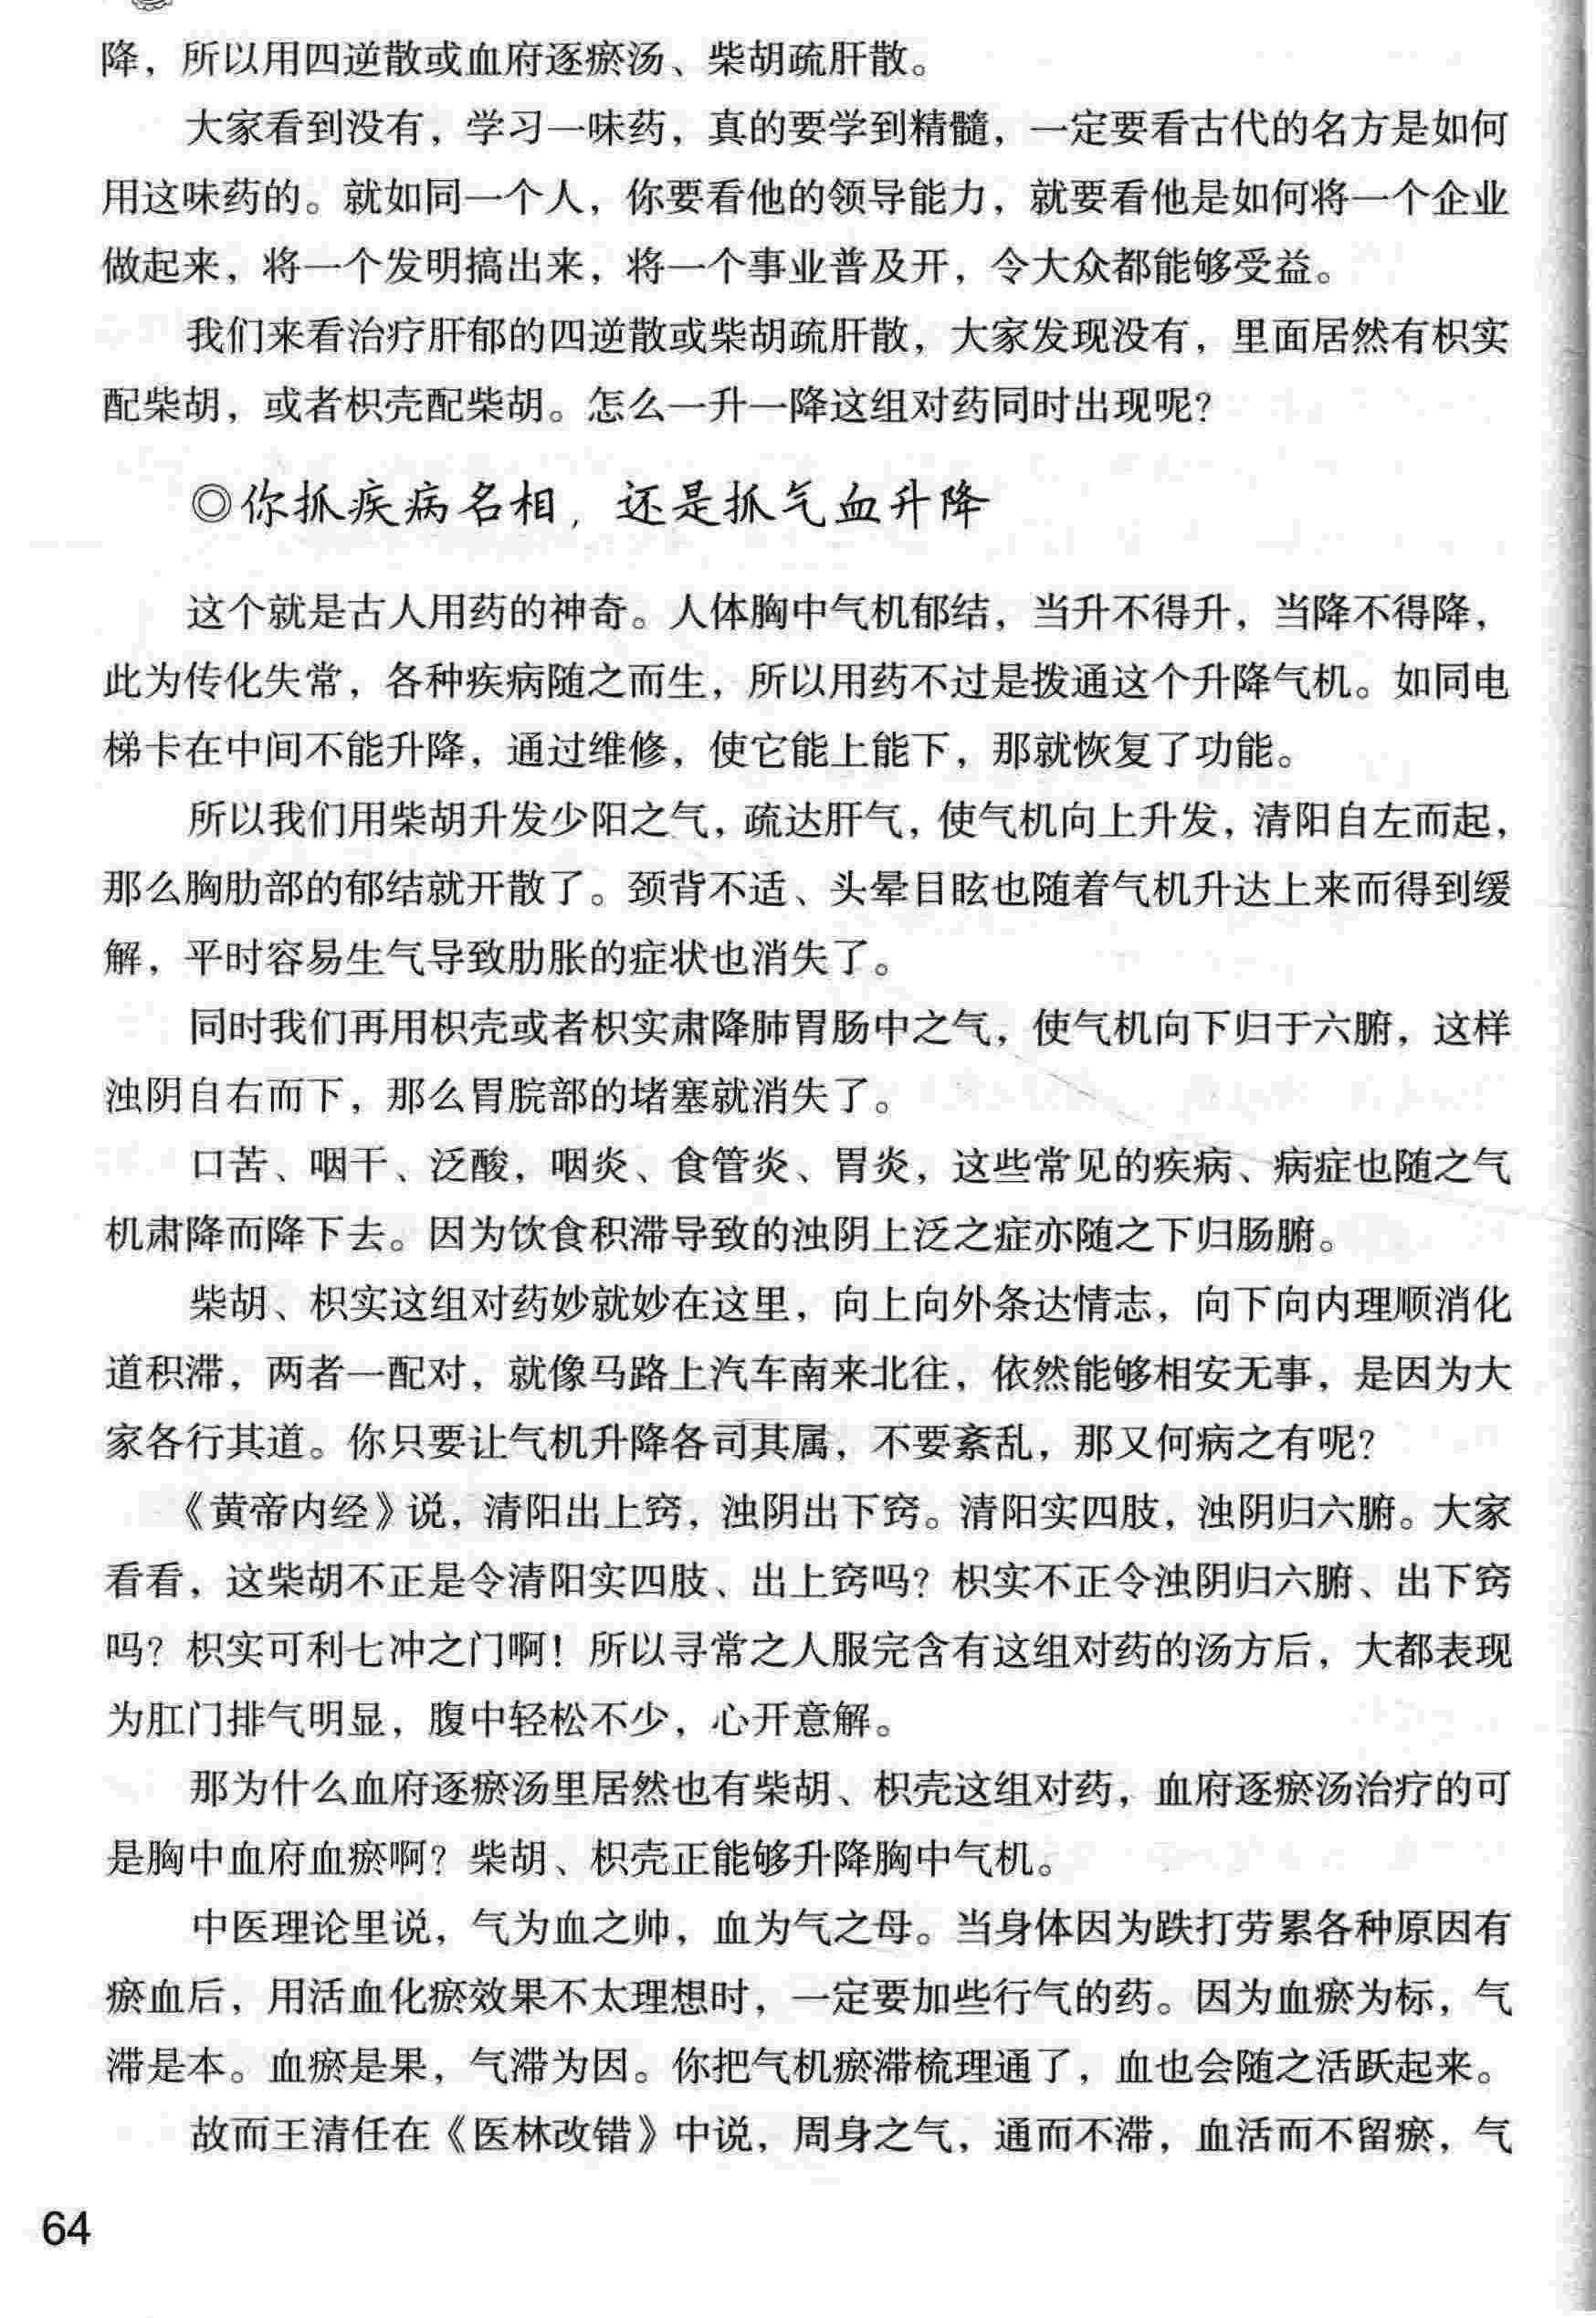 降，所以用四逆散或血府逐瘀汤、柴胡疏肝散。
大家看到没有，学习一味药，真的要学到精髓，一定要看古代的名方是如何
用这味药的。就如同一个人，你要看他的领导能力，就要看他是如何将一个企业
做起来，将一个发明搞出来，将一个事业普及开，令大众都能够受益。
我们来看治疗肝郁的四逆散或柴胡疏肝散，大家发现没有，里面居然有枳实
配柴胡，或者枳壳配柴胡。怎么一升一降这组对药同时出现呢？
◎你抓疾病名相，还是抓气血升降
这个就是古人用药的神奇。人体胸中气机郁结，当升不得升，当降不得降，
此为传化失常，各种疾病随之而生，所以用药不过是拨通这个升降气机。如同电
梯卡在中间不能升降，通过维修，使它能上能下，那就恢复了功能。
所以我们用柴胡升发少阳之气，疏达肝气，使气机向上升发，清阳自左而起，
那么胸肋部的郁结就开散了。颈背不适、头晕目眩也随着气机升达上来而得到缓
解，平时容易生气导致肋胀的症状也消失了。
同时我们再用枳壳或者枳实肃降肺胃肠中之气，使气机向下归于六腑，这样
浊阴自右而下，那么胃脘部的堵塞就消失了。
口苦、咽干、泛酸，咽炎、食管炎、胃炎，这些常见的疾病、病症也随之气
机肃降而降下去。因为饮食积滞导致的浊阴上泛之症亦随之下归肠腑。
柴胡、枳实这组对药妙就妙在这里，向上向外条达情志，向下向内理顺消化
道积滞，两者一配对，就像马路上汽车南来北往，依然能够相安无事，是因为大
家各行其道。你只要让气机升降各司其属，不要紊乱，那又何病之有呢？
《黄帝内经》说，清阳出上窍，浊阴出下窍。清阳实四肢，浊阴归六腑。大家
看看，这柴胡不正是令清阳实四肢、出上窍吗？枳实不正令浊阴归六腑、出下窍
吗？枳实可利七冲之门啊！所以寻常之人服完含有这组对药的汤方后，大都表现
为肛门排气明显，腹中轻松不少，心开意解。
那为什么血府逐瘀汤里居然也有柴胡、枳壳这组对药，血府逐瘀汤治疗的可
是胸中血府血瘀啊？柴胡、枳壳正能够升降胸中气机。
中医理论里说，气为血之帅，血为气之母。当身体因为跌打劳累各种原因有
瘀血后，用活血化瘀效果不太理想时，一定要加些行气的药。因为血瘀为标，气
滞是本。血瘀是果，气滞为因。你把气机瘀滞梳理通了，血也会随之活跃起来。
故而王清任在《医林改错》中说，周身之气，通而不滞，血活而不留瘀，气
64